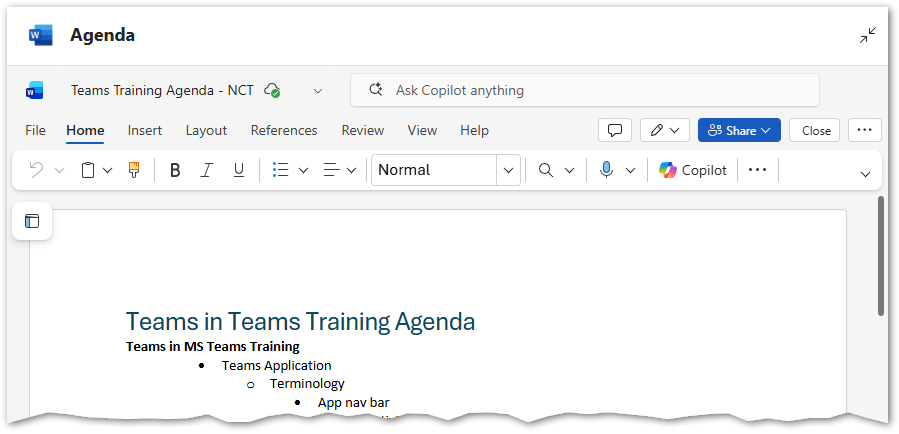 Agenda
Teams Training Agenda - NCT
Ask Copilot anything
File Home Insert Layout References Review View Help Share Close
B I U Normal Copilot
Teams in Teams Training Agenda
Teams in MS Teams Training
Teams Application
Terminology
App nav bar